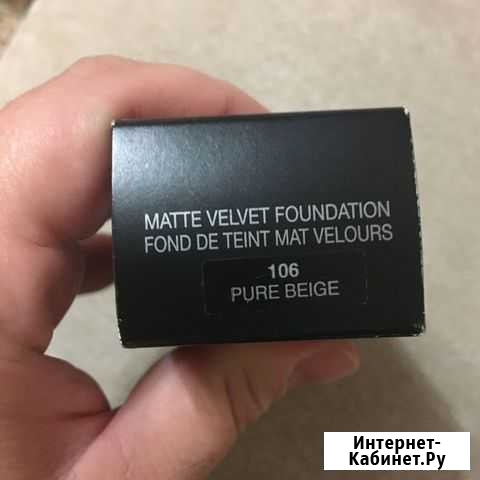 MATTE VELVET FOUNDATION
FOND DE TEINT MAT VELOURS
106
PURE BEIGE
Интернет-
Кабинет.Ру